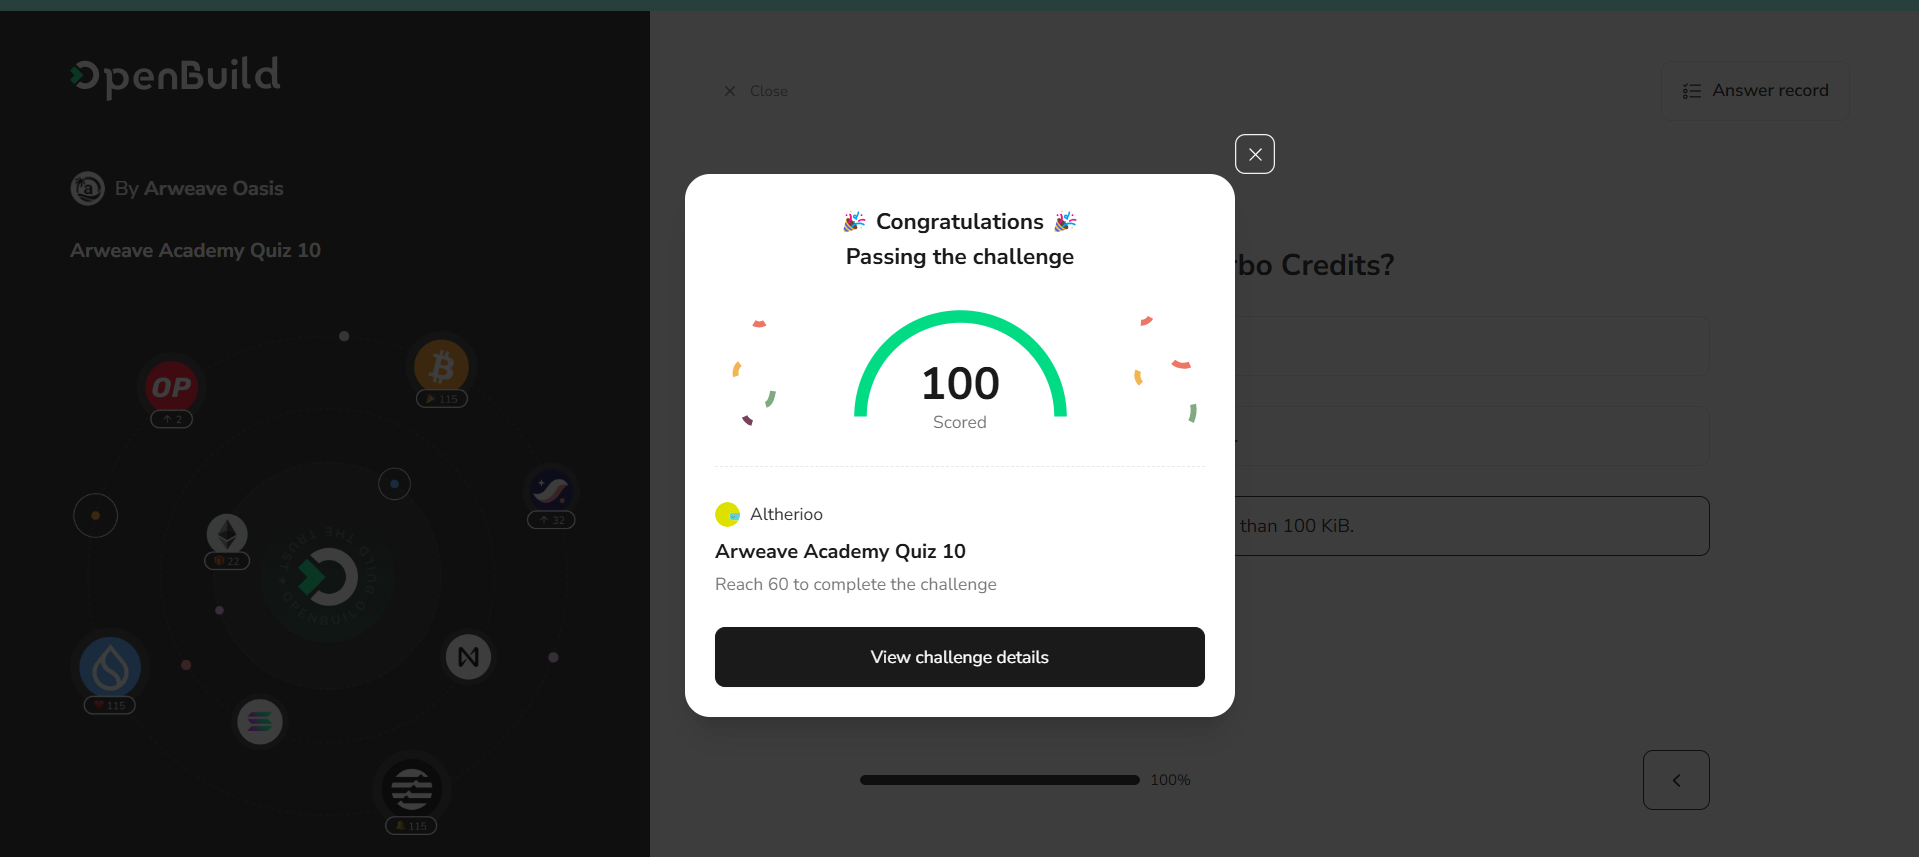 OpenBuild
By Arweave Oasis
Arweave Academy Quiz 10
OP
↑ 2
115
↑ 32
22
BUILD THE TRUST • OPENBUILD
115
115
Close
Answer record
Congratulations
Passing the challenge
100
Scored
Altherioo
Arweave Academy Quiz 10
Reach 60 to complete the challenge
View challenge details
rbo Credits?
than 100 KiB.
100%